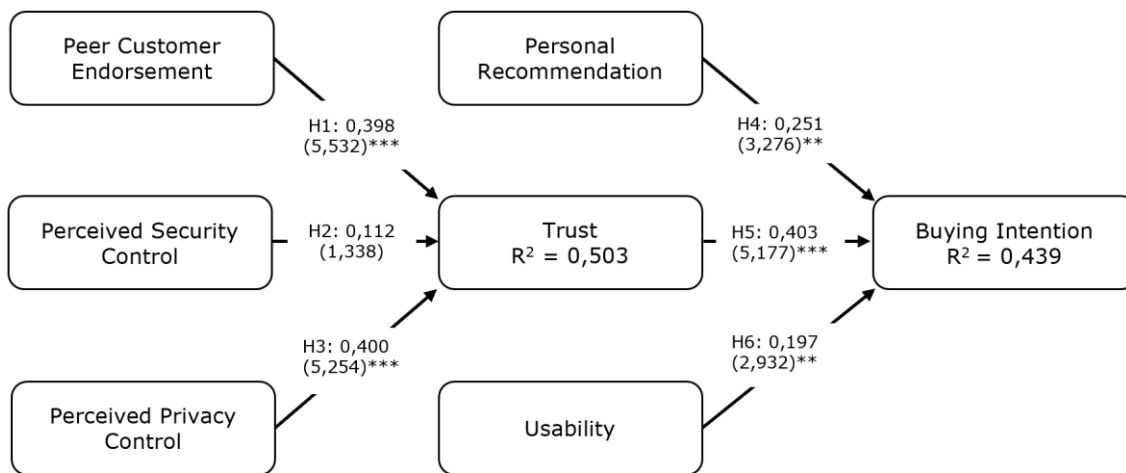 Peer Customer
Endorsement
Personal
Recommendation
H1: 0,398
(5,532)***
H4: 0,251
(3,276)**
Perceived Security
Control
H2: 0,112
(1,338)
Trust
R² = 0,503
H5: 0,403
(5,177)***
Buying Intention
R² = 0,439
H3: 0,400
(5,254)***
H6: 0,197
(2,932)**
Perceived Privacy
Control
Usability